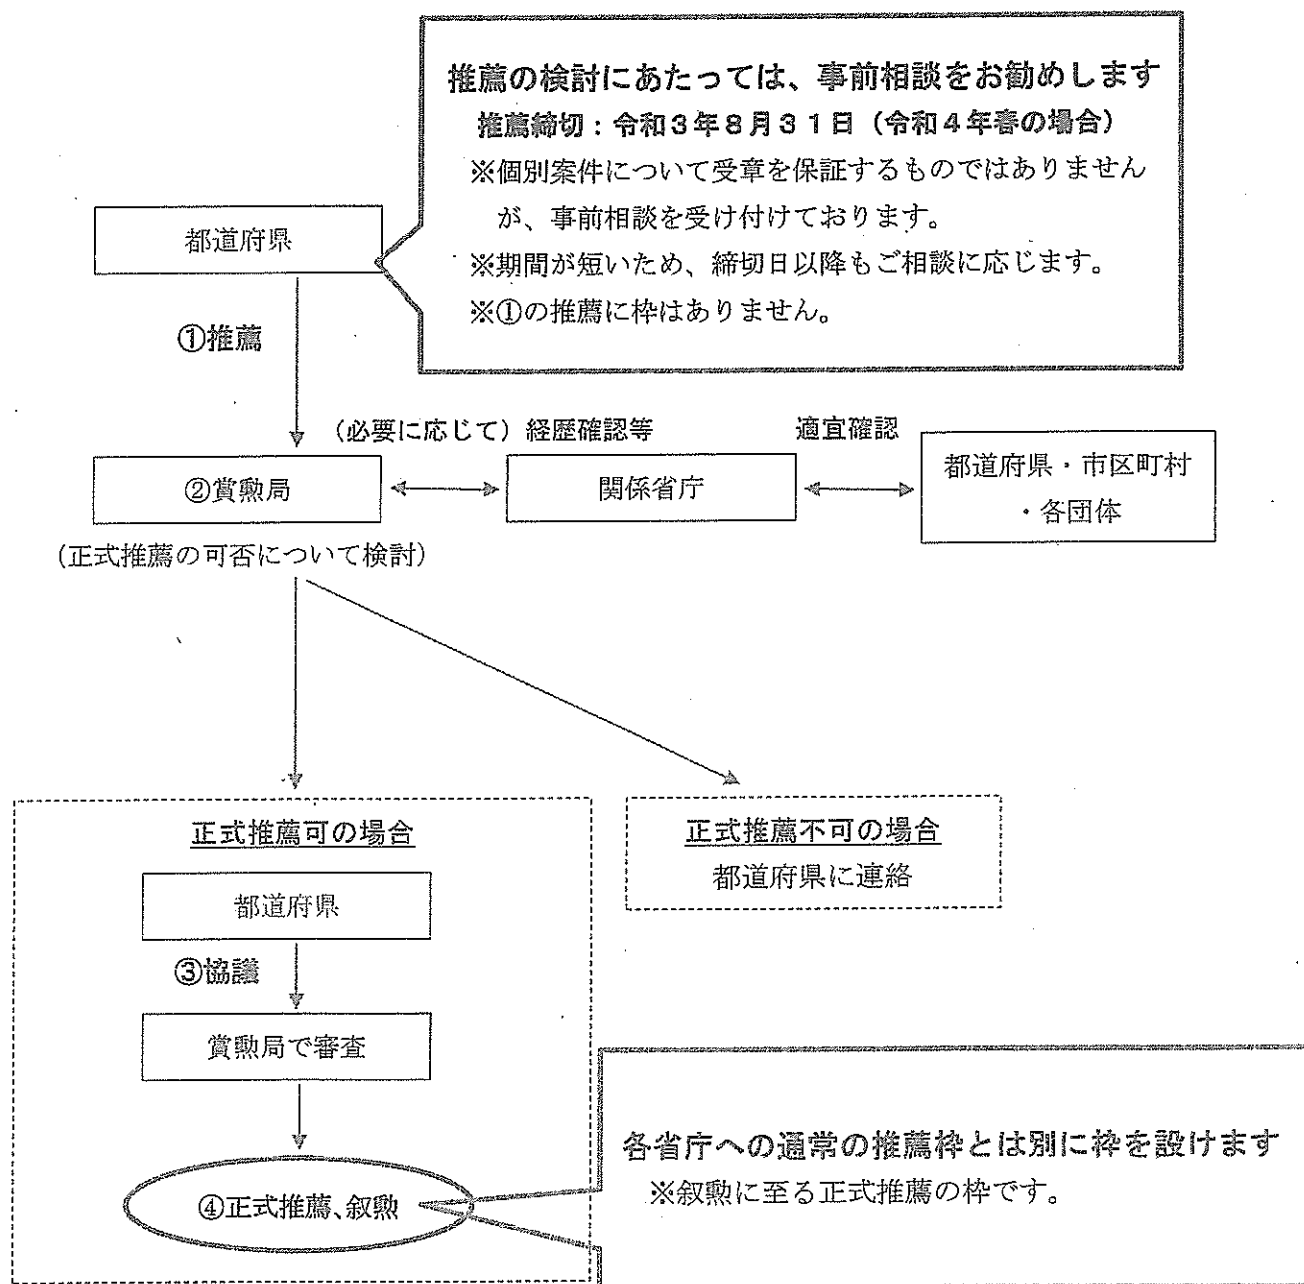 推薦の検討にあたっては、事前相談をお勧めします
推薦締切：令和３年８月３１日（令和４年春の場合）
※個別案件について受章を保証するものではありません
が、事前相談を受け付けております。
※期間が短いため、締切日以降もご相談に応じます。
※①の推薦に枠はありません。
都道府県
①推薦
（必要に応じて）経歴確認等
適宜確認
②賞勲局
関係省庁
都道府県・市区町村
・各団体
（正式推薦の可否について検討）
正式推薦可の場合
都道府県
③協議
賞勲局で審査
④正式推薦、叙勲
正式推薦不可の場合
都道府県に連絡
各省庁への通常の推薦枠とは別に枠を設けます
※叙勲に至る正式推薦の枠です。